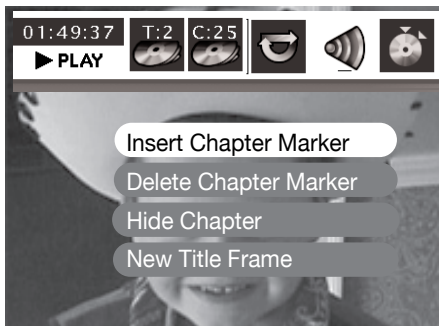 01:49:37 T:2 C:25
PLAY
Insert Chapter Marker
Delete Chapter Marker
Hide Chapter
New Title Frame